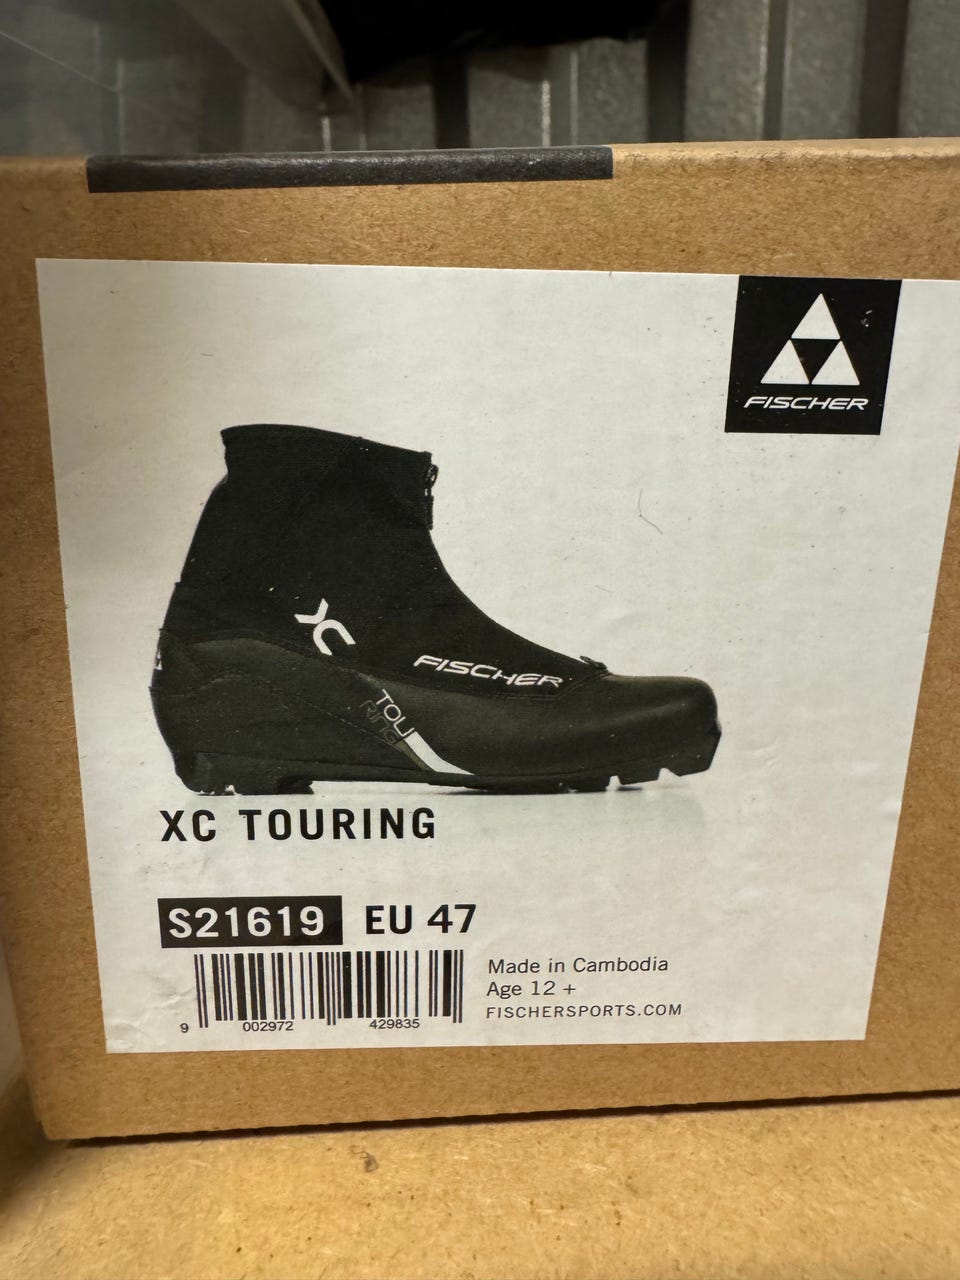 FISCHER
XC
FISCHER
TOU
RING
XC TOURING
S21619 EU 47
Made in Cambodia
Age 12 +
FISCHERSPORTS.COM
9 002972 429835